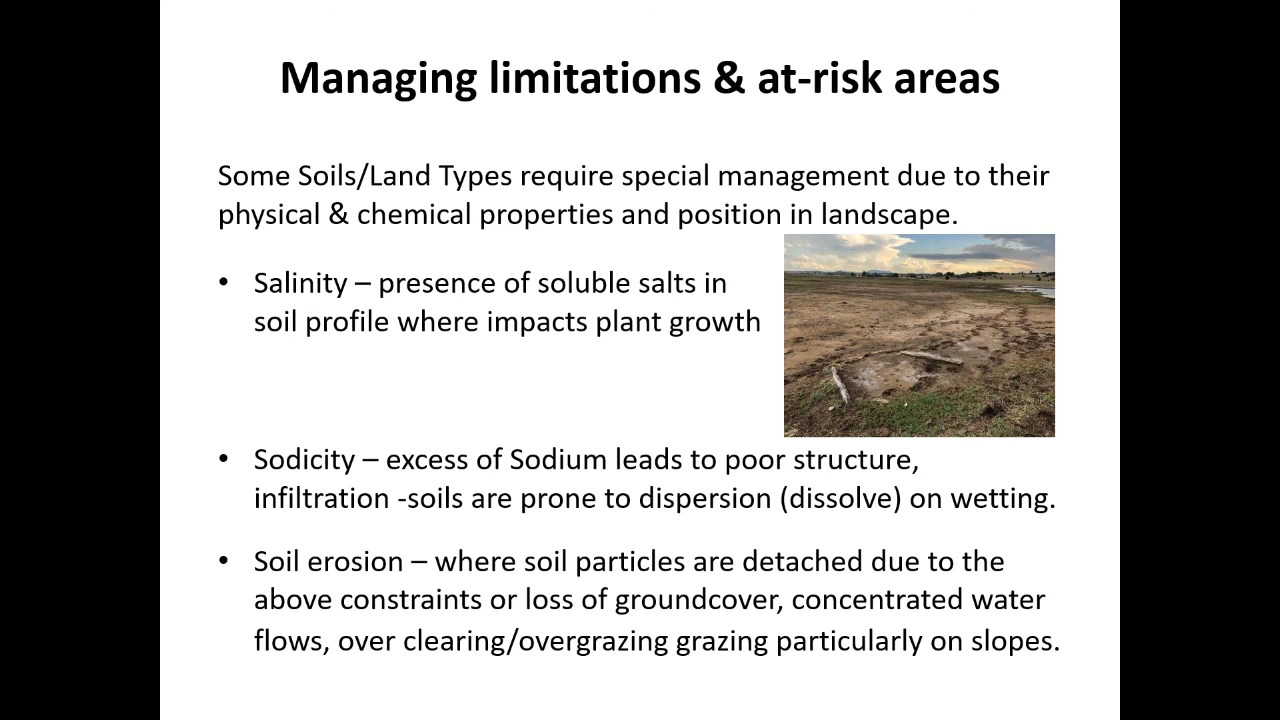 Managing limitations & at-risk areas
Some Soils/Land Types require special management due to their
physical & chemical properties and position in landscape.
• Salinity – presence of soluble salts in
soil profile where impacts plant growth
• Sodicity – excess of Sodium leads to poor structure,
infiltration -soils are prone to dispersion (dissolve) on wetting.
• Soil erosion – where soil particles are detached due to the
above constraints or loss of groundcover, concentrated water
flows, over clearing/overgrazing grazing particularly on slopes.